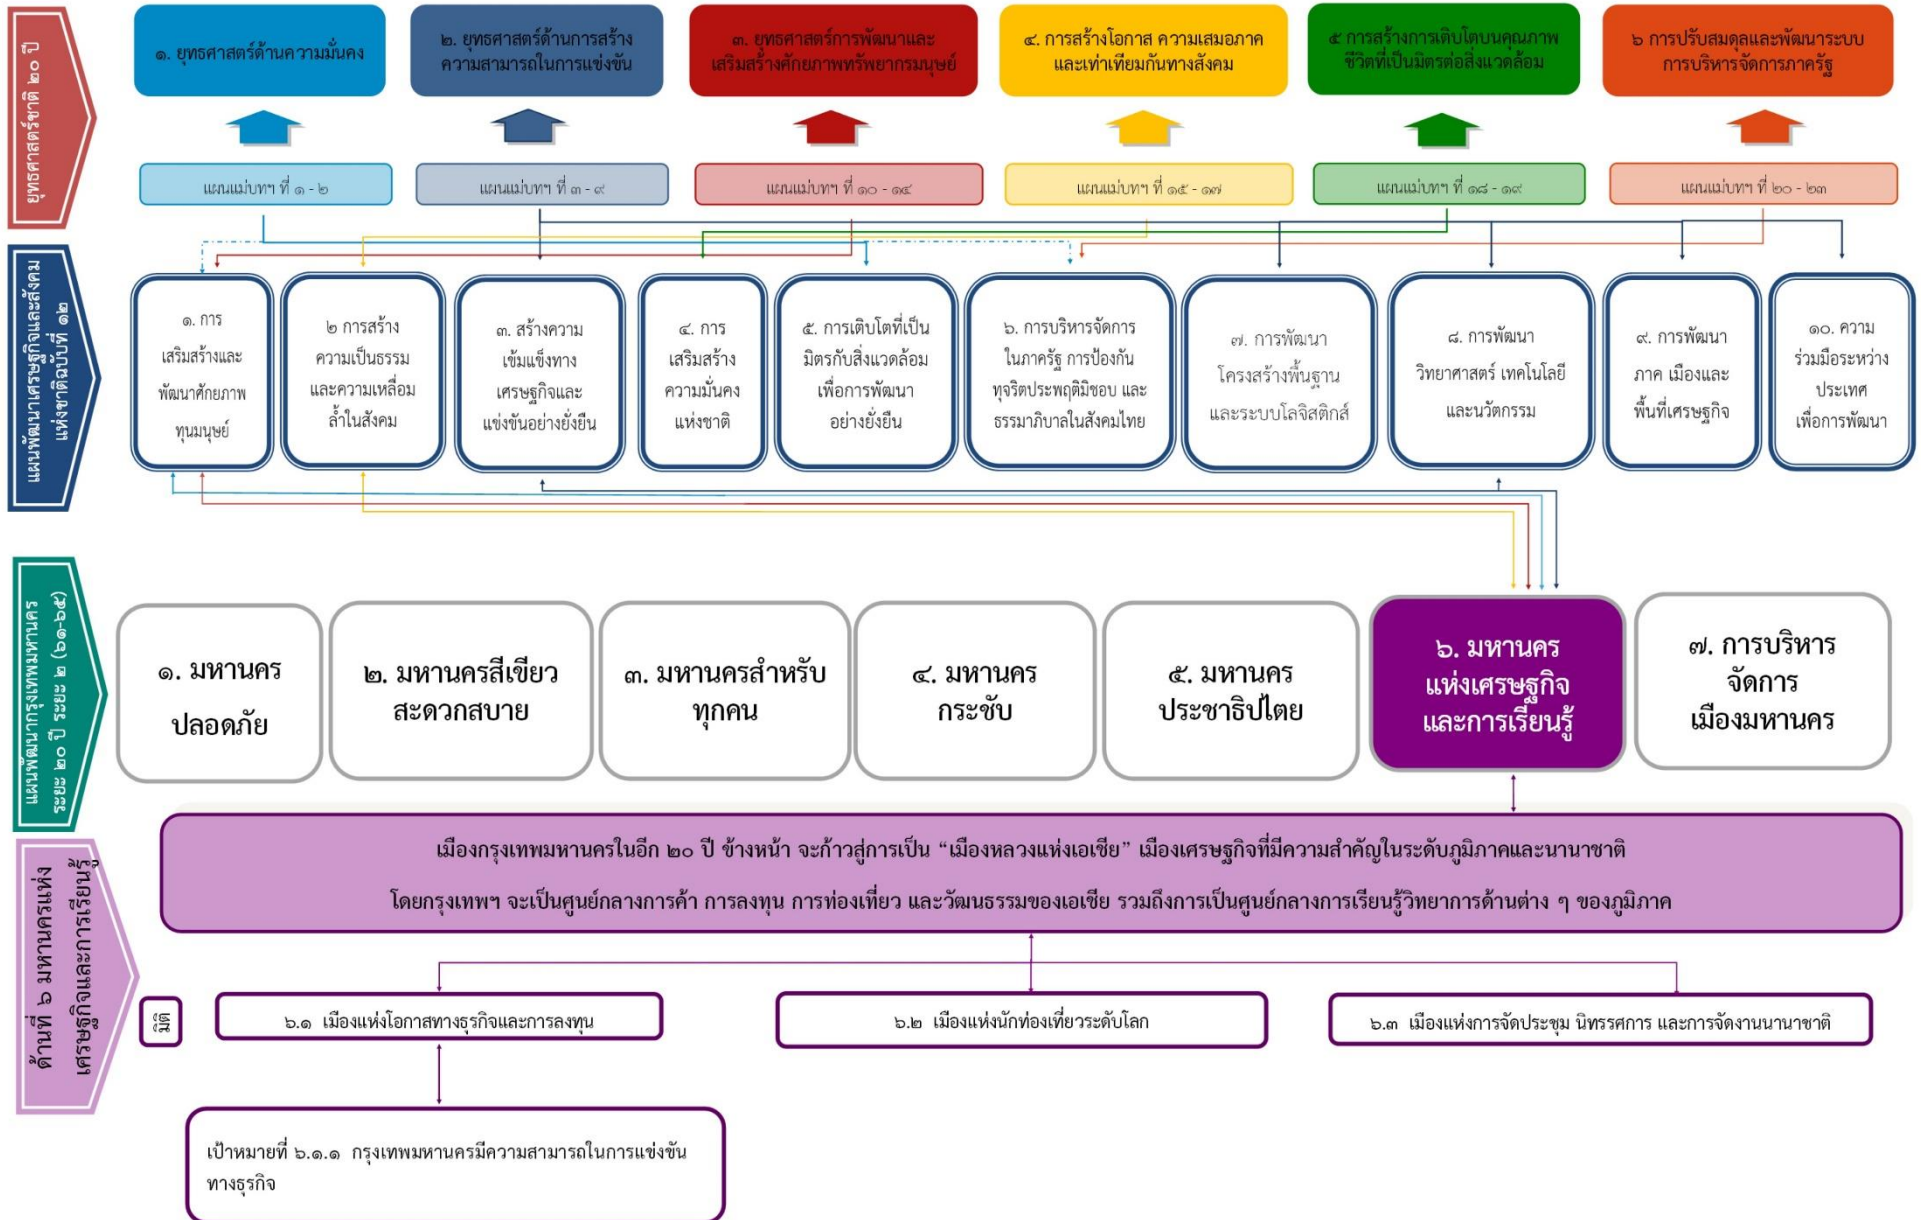 ยุทธศาสตร์ชาติ ๒๐ ปี
๑. ยุทธศาสตร์ด้านความมั่นคง
๒. ยุทธศาสตร์ด้านการสร้าง
ความสามารถในการแข่งขัน
๓. ยุทธศาสตร์การพัฒนาและ
เสริมสร้างศักยภาพทรัพยากรมนุษย์
๔. การสร้างโอกาส ความเสมอภาค
และเท่าเทียมกันทางสังคม
๕ การสร้างการเติบโตบนคุณภาพ
ชีวิตที่เป็นมิตรต่อสิ่งแวดล้อม
๖ การปรับสมดุลและพัฒนาระบบ
การบริหารจัดการภาครัฐ
แผนแม่บทฯ ที่ ๑ - ๒
แผนแม่บทฯ ที่ ๓ - ๙
แผนแม่บทฯ ที่ ๑๐ - ๑๔
แผนแม่บทฯ ที่ ๑๕ - ๑๗
แผนแม่บทฯ ที่ ๑๘ - ๑๙
แผนแม่บทฯ ที่ ๒๐ - ๒๓
แผนพัฒนาเศรษฐกิจและสังคม
แห่งชาติฉบับที่ ๑๒
๑. การ
เสริมสร้างและ
พัฒนาศักยภาพ
ทุนมนุษย์
๒ การสร้าง
ความเป็นธรรม
และความเหลื่อม
ล้ำในสังคม
๓. สร้างความ
เข้มแข็งทาง
เศรษฐกิจและ
แข่งขันอย่างยั่งยืน
๔. การ
เสริมสร้าง
ความมั่นคง
แห่งชาติ
๕. การเติบโตที่เป็น
มิตรกับสิ่งแวดล้อม
เพื่อการพัฒนา
อย่างยั่งยืน
๖. การบริหารจัดการ
ในภาครัฐ การป้องกัน
ทุจริตประพฤติมิชอบ และ
ธรรมาภิบาลในสังคมไทย
๗. การพัฒนา
โครงสร้างพื้นฐาน
และระบบโลจิสติกส์
๘. การพัฒนา
วิทยาศาสตร์ เทคโนโลยี
และนวัตกรรม
๙. การพัฒนา
ภาค เมืองและ
พื้นที่เศรษฐกิจ
๑๐. ความ
ร่วมมือระหว่าง
ประเทศ
เพื่อการพัฒนา
แผนพัฒนากรุงเทพมหานคร
ระยะ ๒๐ ปี ระยะ ๒ (๖๑-๖๕)
๑. มหานคร
ปลอดภัย
๒. มหานครสีเขียว
สะดวกสบาย
๓. มหานครสำหรับ
ทุกคน
๔. มหานคร
กระชับ
๕. มหานคร
ประชาธิปไตย
๖. มหานคร
แห่งเศรษฐกิจ
และการเรียนรู้
๗. การบริหาร
จัดการ
เมืองมหานคร
ด้านที่ ๖ มหานครแห่ง
เศรษฐกิจและการเรียนรู้
เมืองกรุงเทพมหานครในอีก ๒๐ ปี ข้างหน้า จะก้าวสู่การเป็น “เมืองหลวงแห่งเอเชีย” เมืองเศรษฐกิจที่มีความสำคัญในระดับภูมิภาคและนานาชาติ
โดยกรุงเทพฯ จะเป็นศูนย์กลางการค้า การลงทุน การท่องเที่ยว และวัฒนธรรมของเอเชีย รวมถึงการเป็นศูนย์กลางการเรียนรู้วิทยาการด้านต่าง ๆ ของภูมิภาค
มิติ
๖.๑ เมืองแห่งโอกาสทางธุรกิจและการลงทุน
๖.๒ เมืองแห่งนักท่องเที่ยวระดับโลก
๖.๓ เมืองแห่งการจัดประชุม นิทรรศการ และการจัดงานนานาชาติ
เป้าหมายที่ ๖.๑.๑ กรุงเทพมหานครมีความสามารถในการแข่งขัน
ทางธุรกิจ